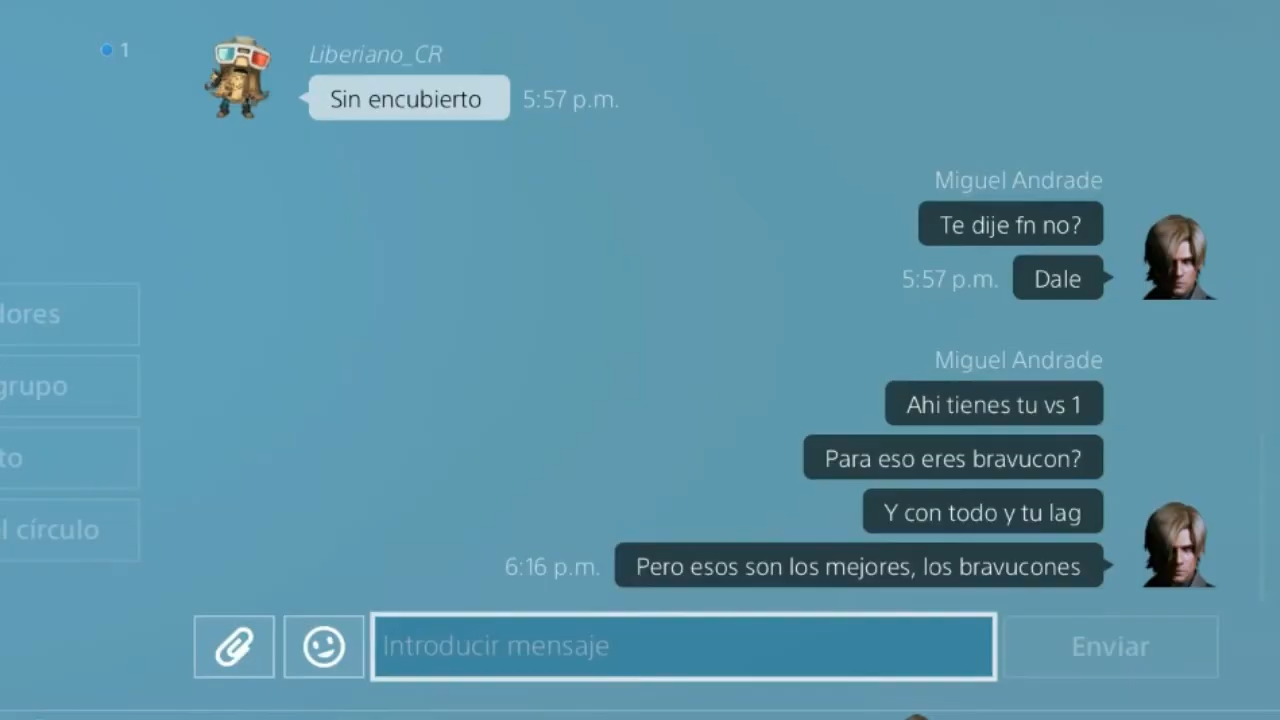 1
Liberiano_CR
Sin encubierto 5:57 p.m.
Miguel Andrade
Te dije fn no?
5:57 p.m. Dale
Miguel Andrade
Ahi tienes tu vs 1
Para eso eres bravucon?
Y con todo y tu lag
6:16 p.m. Pero esos son los mejores, los bravucones
dores
grupo
to
l círculo
Introducir mensaje
Enviar